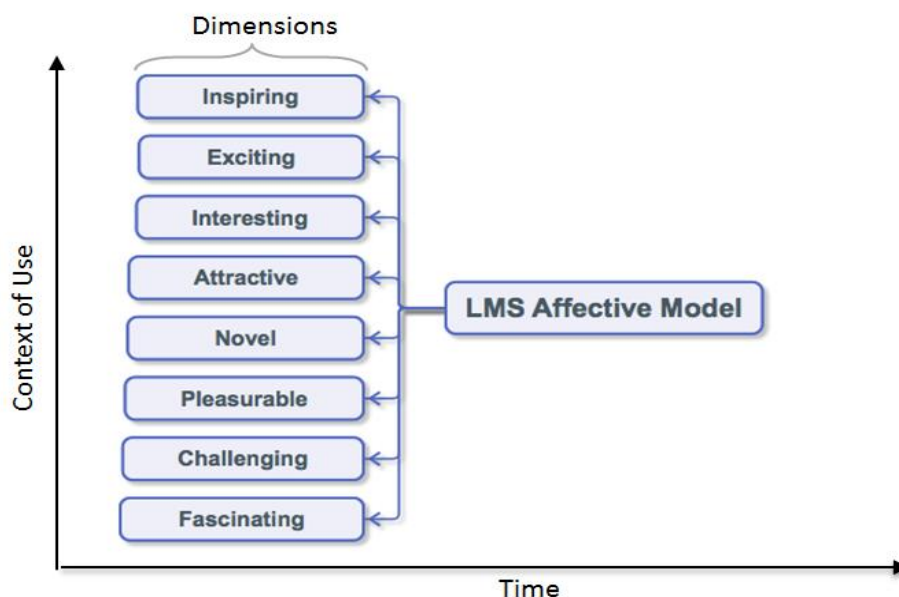 Dimensions
Inspiring
Exciting
Interesting
Attractive
Novel
Pleasurable
Challenging
Fascinating
LMS Affective Model
Context of Use
Time